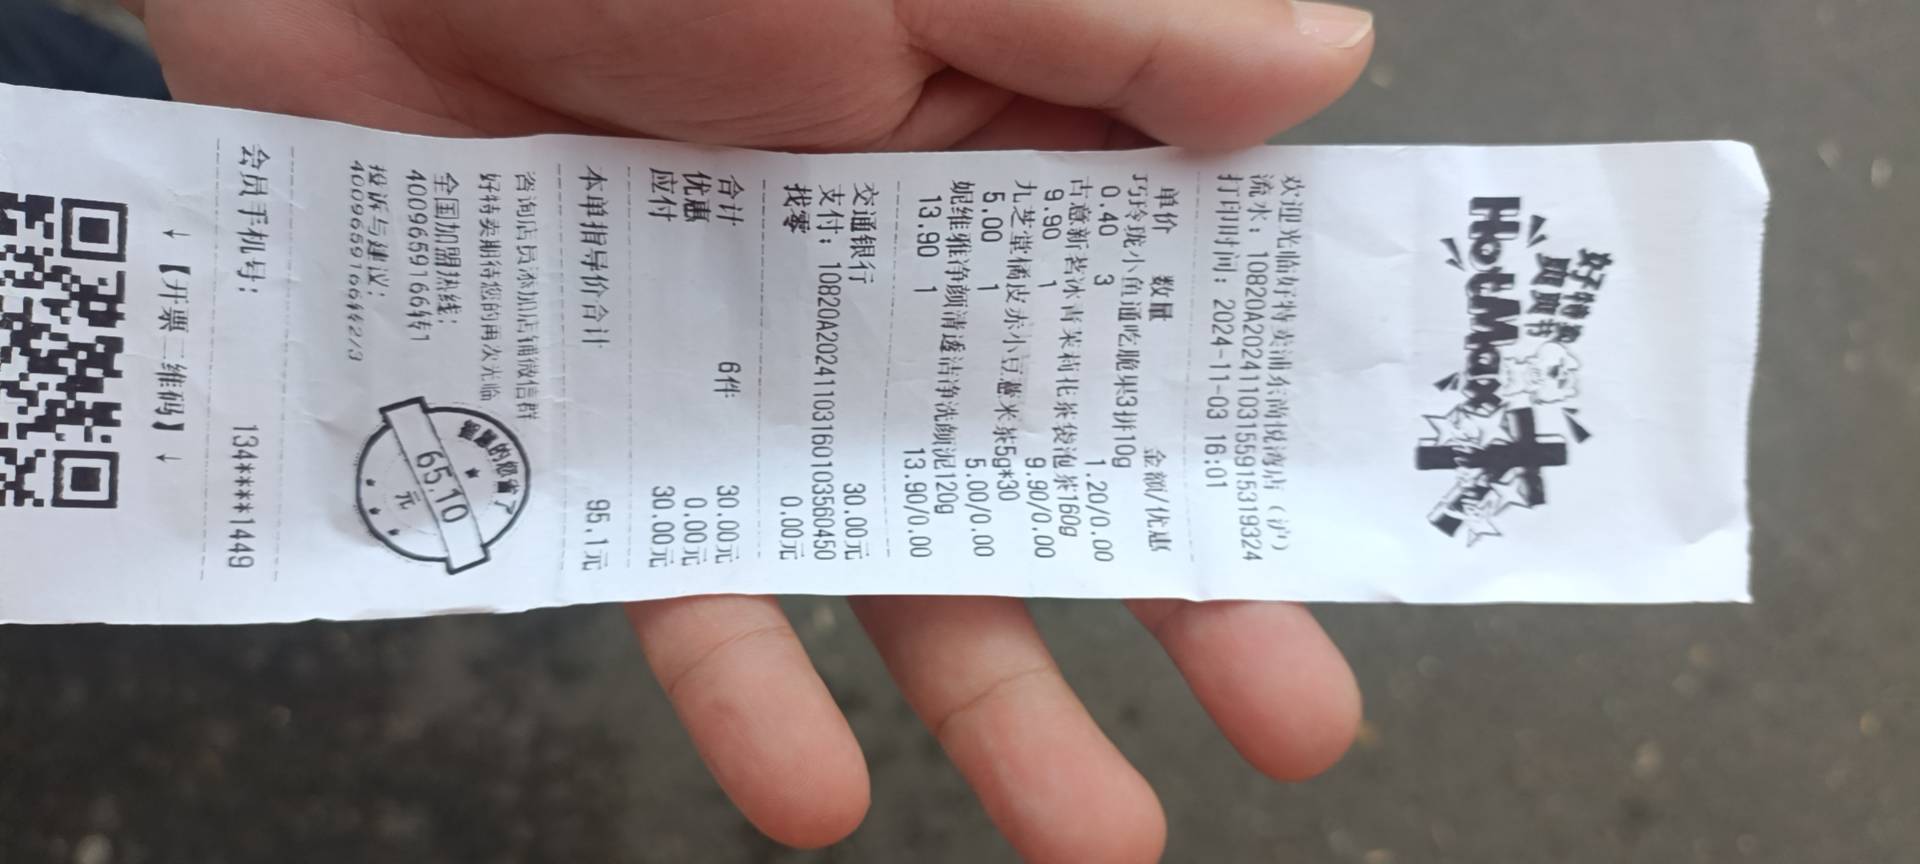 好特卖
HotMaxx
欢迎光临好特卖浦东南悦湾店（沪）
流水：10820A202411031559153193​24
打印时间：2024-11-03 16:01
单价 数量 金额/优惠
巧玲珑小鱼通吃脆果3拼10g
0.40 3 1.20/0.00
古意新茗冰青茉莉花茶袋泡茶160g
9.90 1 9.90/0.00
九芝堂橘皮赤小豆薏米茶5g*30
5.00 1 5.00/0.00
妮维雅净颜清透洁净洗颜泥120g
13.90 1 13.90/0.00
交通银行 30.00元
支付：10820A20241103160103560450
找零 0.00元
合计 6件 30.00元
优惠 0.00元
应付 30.00元
本单指导价合计 95.1元
咨询店员添加店铺微信群
好特卖期待您的再次光临
全国加盟热线：
4009659166转1
投诉与建议：
4009659166转2/3
的您省了
65.10
元
会员手机号： 134****1449
↓ 【开票二维码】 ↓